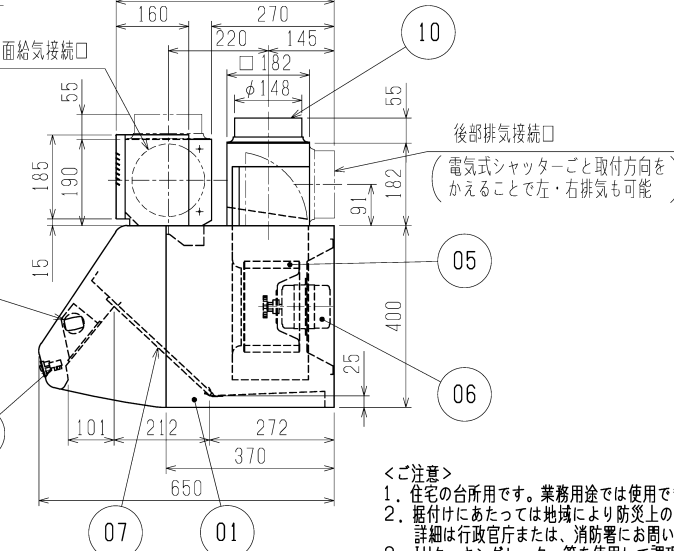 160
270
220
145
10
面給気接続口
□182
φ148
55
55
後部排気接続口
電気式シャッターごと取付方向を
かえることで左・右排気も可能
185
190
182
91
15
05
400
25
06
101
212
272
370
650
07
01
<ご注意>
1. 住宅の台所用です。業務用途では使用で
2. 据付けにあたっては地域により防災上の
詳細は行政官庁または、消防署にお問い